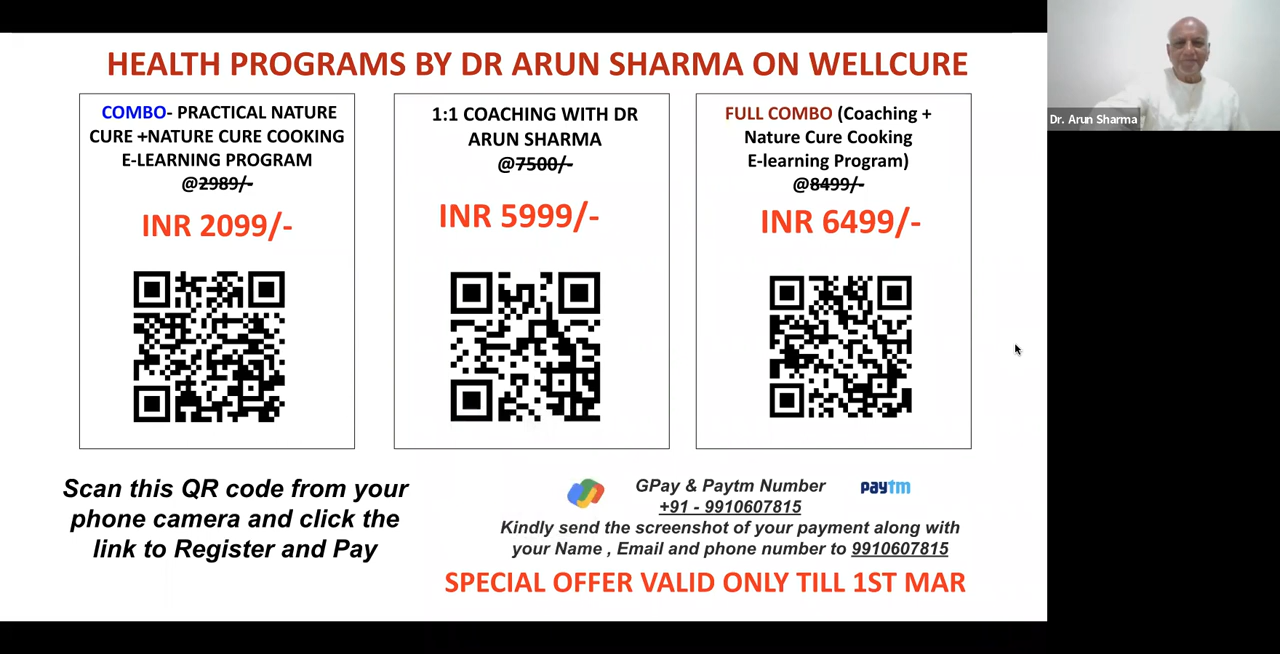 HEALTH PROGRAMS BY DR ARUN SHARMA ON WELLCURE
COMBO- PRACTICAL NATURE
CURE +NATURE CURE COOKING
E-LEARNING PROGRAM
@2989/-
INR 2099/-
1:1 COACHING WITH DR
ARUN SHARMA
@7500/-
INR 5999/-
FULL COMBO (Coaching +
Nature Cure Cooking
E-learning Program)
@8499/-
INR 6499/-
Dr. Arun Sharma
Scan this QR code from your
phone camera and click the
link to Register and Pay
GPay & Paytm Number
+91 - 9910607815
paytm
Kindly send the screenshot of your payment along with
your Name , Email and phone number to 9910607815
SPECIAL OFFER VALID ONLY TILL 1ST MAR